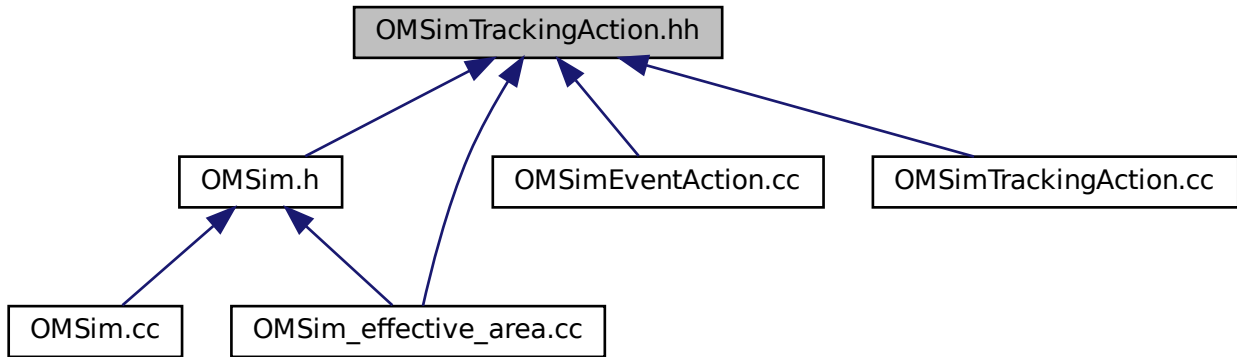 OMSimTrackingAction.hh
OMSim.h
OMSimEventAction.cc
OMSimTrackingAction.cc
OMSim.cc
OMSim_effective_area.cc